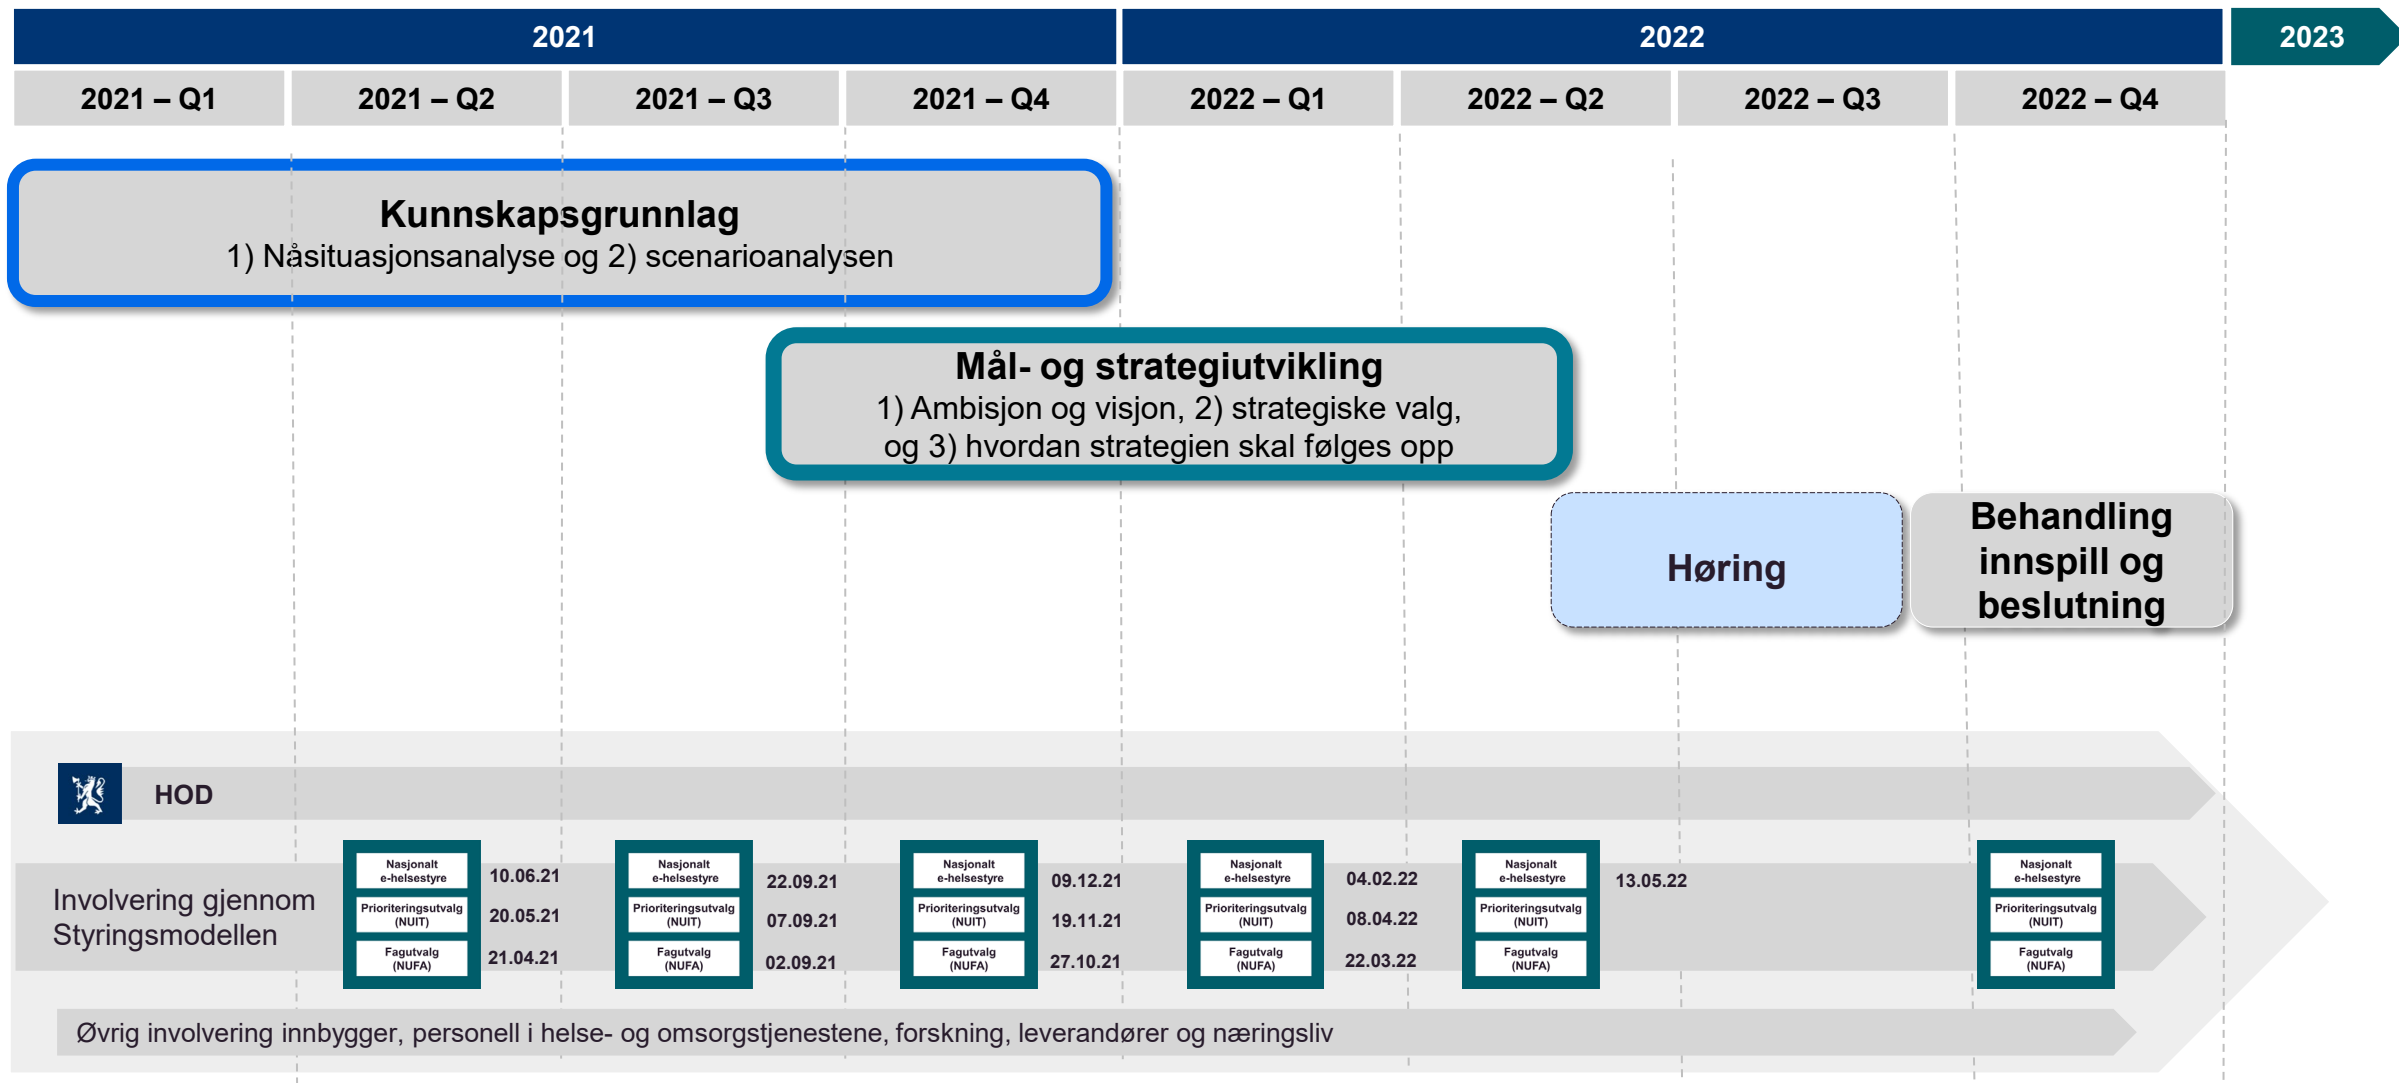 2021
2022
2023
2021 – Q1
2021 – Q2
2021 – Q3
2021 – Q4
2022 – Q1
2022 – Q2
2022 – Q3
2022 – Q4
Kunnskapsgrunnlag
1) Nåsituasjonsanalyse og 2) scenarioanalysen
Mål- og strategiutvikling
1) Ambisjon og visjon, 2) strategiske valg,
og 3) hvordan strategien skal følges opp
Høring
Behandling
innspill og
beslutning
HOD
Involvering gjennom
Styringsmodellen
Nasjonalt
e-helsestyre
Prioriteringsutvalg
(NUIT)
Fagutvalg
(NUFA)
10.06.21
20.05.21
21.04.21
Nasjonalt
e-helsestyre
Prioriteringsutvalg
(NUIT)
Fagutvalg
(NUFA)
22.09.21
07.09.21
02.09.21
Nasjonalt
e-helsestyre
Prioriteringsutvalg
(NUIT)
Fagutvalg
(NUFA)
09.12.21
19.11.21
27.10.21
Nasjonalt
e-helsestyre
Prioriteringsutvalg
(NUIT)
Fagutvalg
(NUFA)
04.02.22
08.04.22
22.03.22
Nasjonalt
e-helsestyre
Prioriteringsutvalg
(NUIT)
Fagutvalg
(NUFA)
13.05.22
Nasjonalt
e-helsestyre
Prioriteringsutvalg
(NUIT)
Fagutvalg
(NUFA)
Øvrig involvering innbygger, personell i helse- og omsorgstjenestene, forskning, leverandører og næringsliv